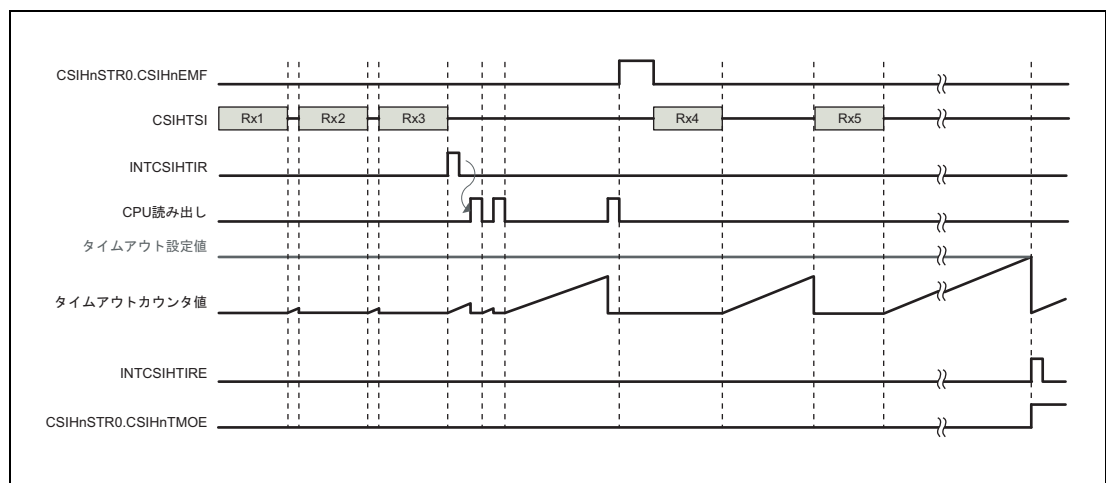 CSIHnSTR0.CSIHnEMF
CSIHTSI
Rx1 Rx2 Rx3 Rx4 Rx5
INTCSIHTIR
CPU読み出し
タイムアウト設定値
タイムアウトカウンタ値
INTCSIHTIRE
CSIHnSTR0.CSIHnTMOE